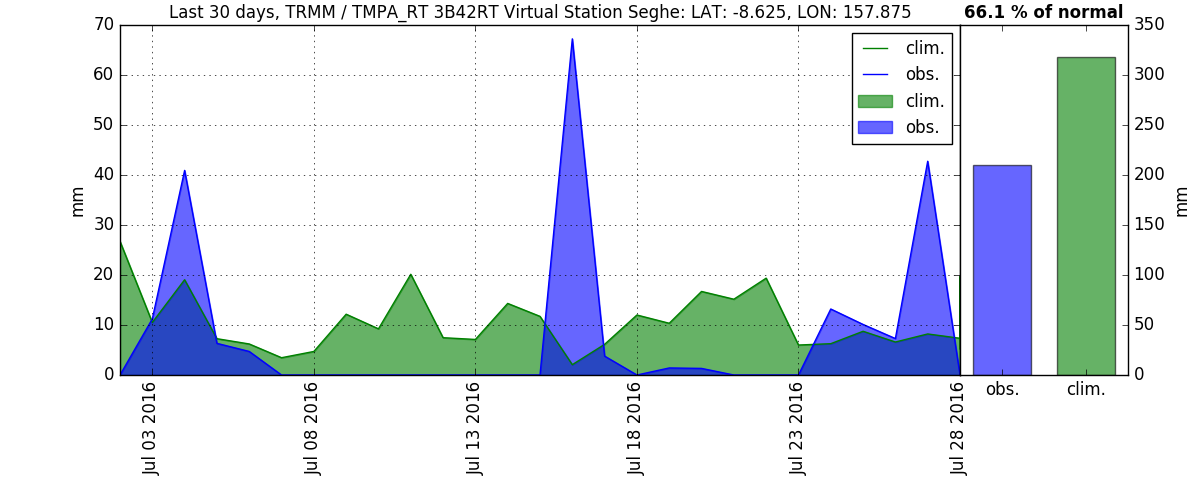 Last 30 days, TRMM / TMPA_RT 3B42RT Virtual Station Seghe: LAT: -8.625, LON: 157.875
66.1 % of normal
70
60
50
40
30
20
10
0
mm
clim.
obs.
clim.
obs.
350
300
250
200
150
100
50
0
mm
Jul 03 2016
Jul 08 2016
Jul 13 2016
Jul 18 2016
Jul 23 2016
Jul 28 2016
obs.
clim.